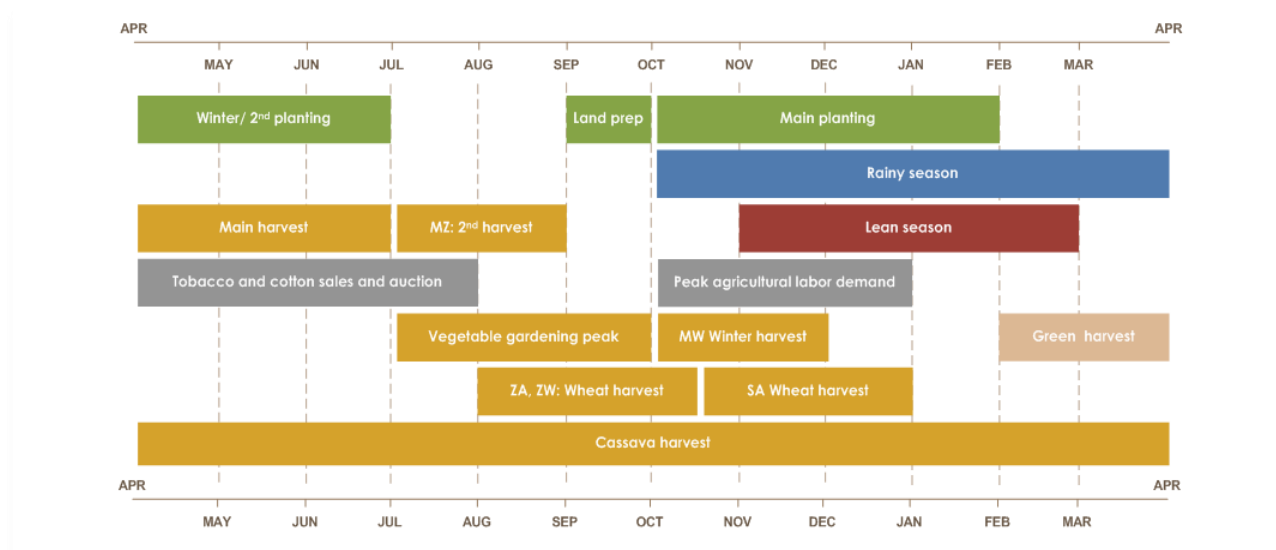 APR APR
MAY JUN JUL AUG SEP OCT NOV DEC JAN FEB MAR
Winter/ 2nd planting Land prep Main planting
Rainy season
Main harvest MZ: 2nd harvest Lean season
Tobacco and cotton sales and auction Peak agricultural labor demand
Vegetable gardening peak MW Winter harvest Green harvest
ZA, ZW: Wheat harvest SA Wheat harvest
Cassava harvest
APR APR
MAY JUN JUL AUG SEP OCT NOV DEC JAN FEB MAR